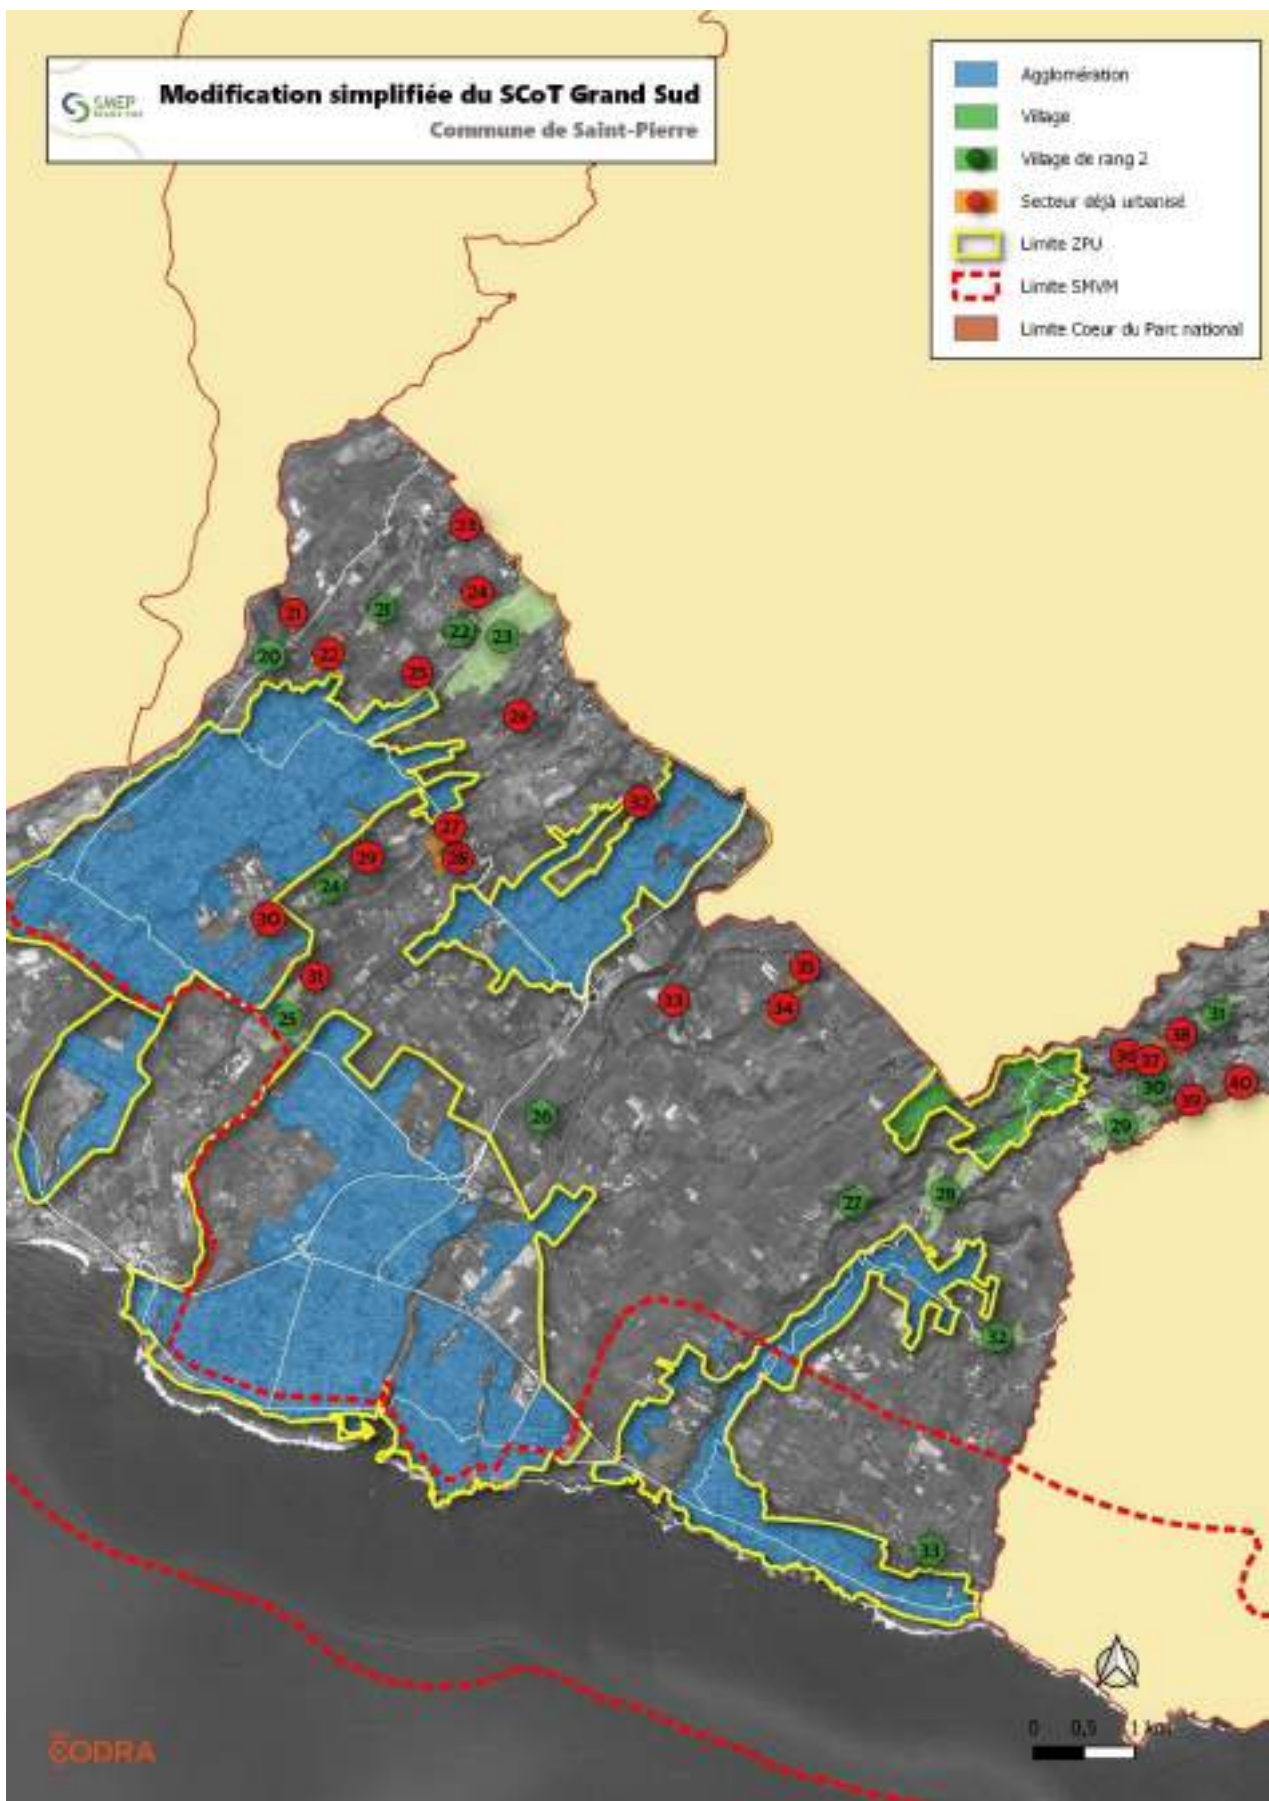 SMEP
Modification simplifiée du SCoT Grand Sud
Commune de Saint-Pierre
Agglomération
Village
Village de rang 2
Secteur déjà urbanisé
Limite ZPU
Limite SMVM
Limite Coeur du Parc national
23
24
21
21
22
23
20
22
25
26
32
27
28
29
24
30
31
25
35
33
34
31
38
36
37
30
40
39
29
26
28
27
32
33
0 0,5 1 km
CODRA